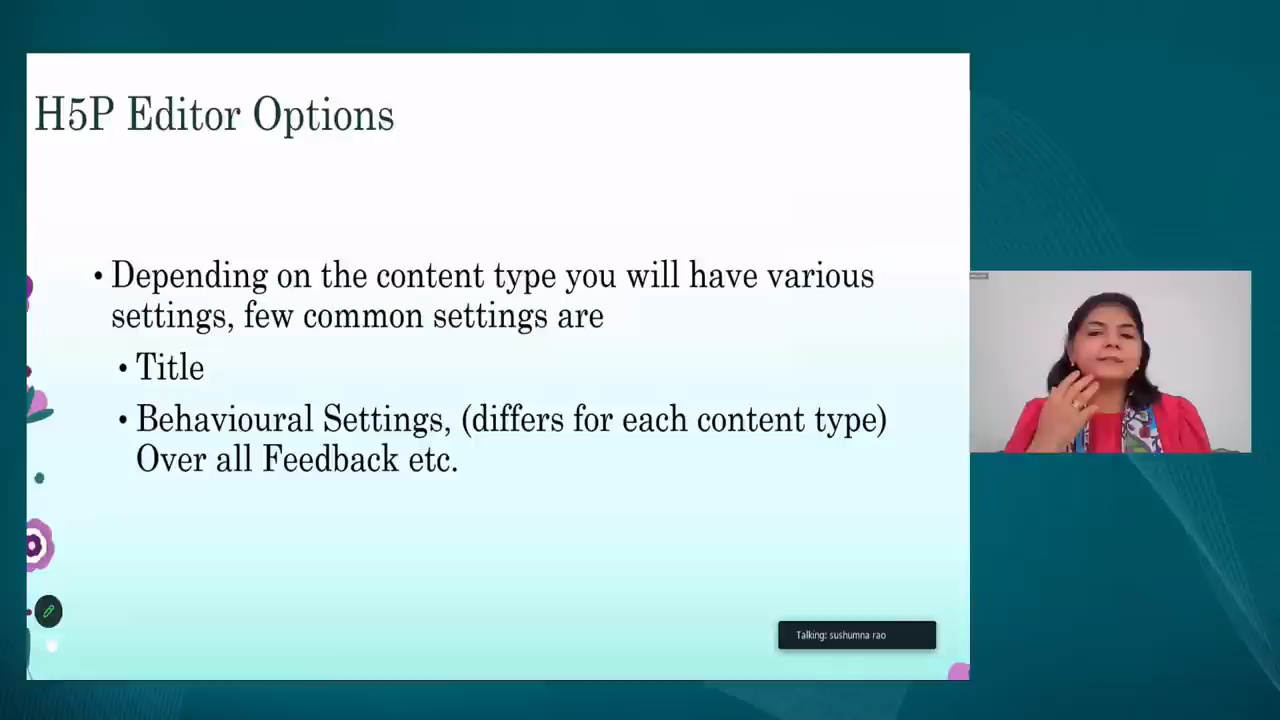 H5P Editor Options
• Depending on the content type you will have various
settings, few common settings are
• Title
• Behavioural Settings, (differs for each content type)
Over all Feedback etc.
Talking: sushumna rao